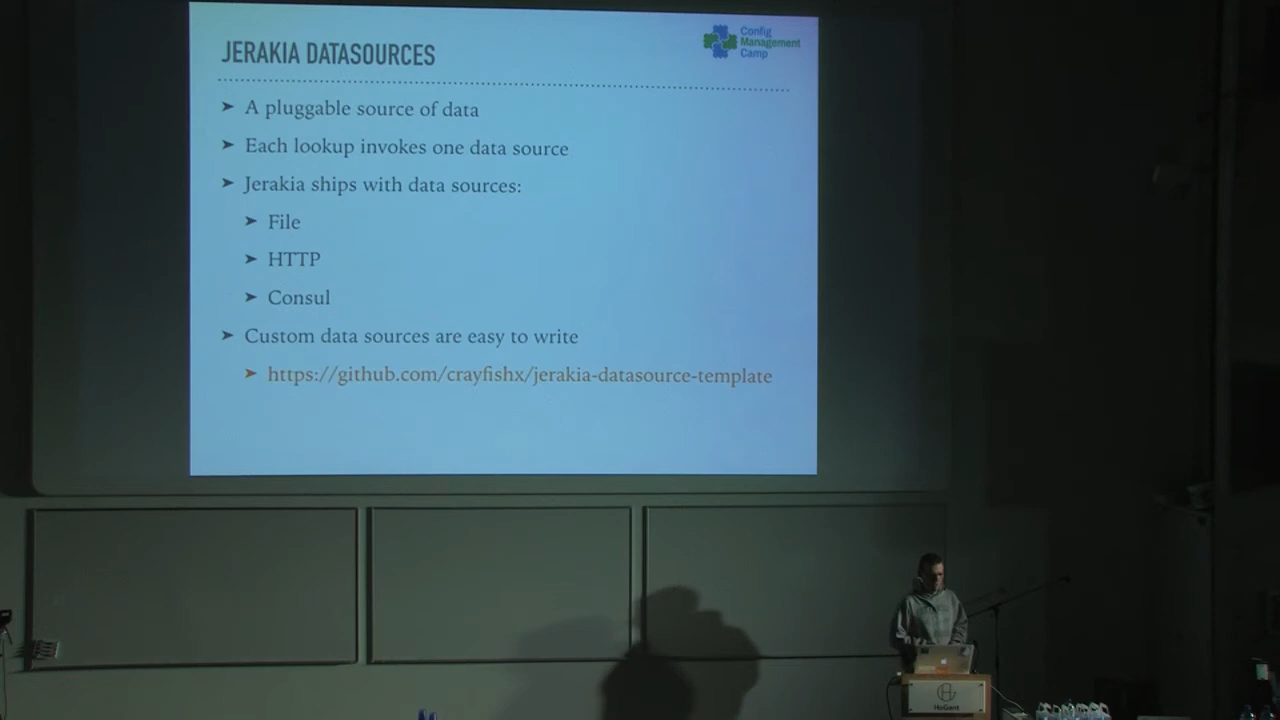 JERAKIA DATASOURCES
Config
Management
Camp
➤ A pluggable source of data
➤ Each lookup invokes one data source
➤ Jerakia ships with data sources:
➤ File
➤ HTTP
➤ Consul
➤ Custom data sources are easy to write
➤ https://github.com/crayfishx/jerakia-datasource-template
HoGent